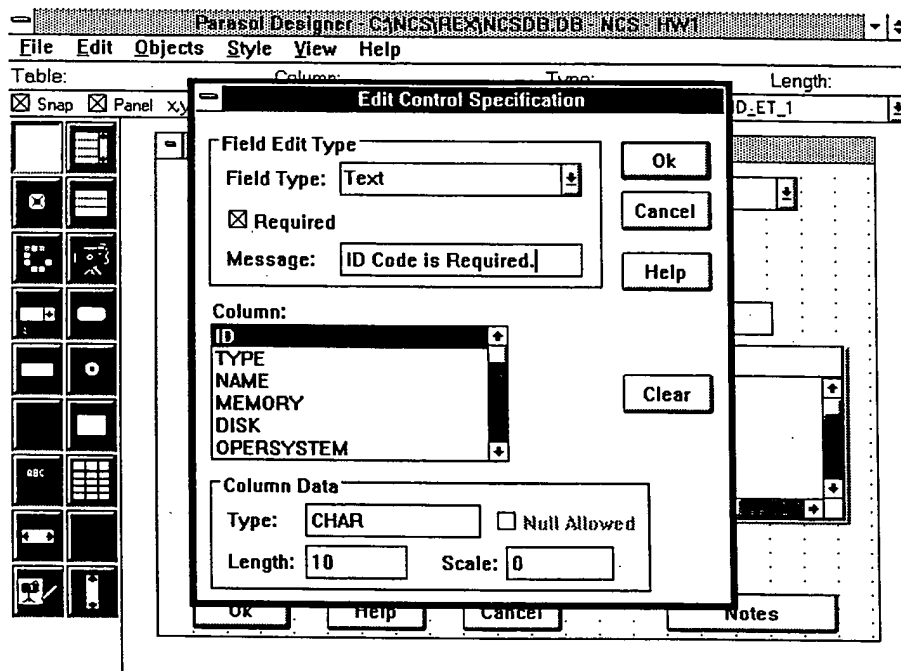 Parasol Designer - C:\NCS\REX\NCSDB.DB - NCS - HW1
File Edit Objects Style View Help
Table: Column: Type: Length:
Snap Panel x,y
D_ET_1
Edit Control Specification
Field Edit Type
Field Type: Text
Required
Message: ID Code is Required.
Ok
Cancel
Help
Column:
ID
TYPE
NAME
MEMORY
DISK
OPERSYSTEM
Clear
ABC
Column Data
Type: CHAR Null Allowed
Length: 10 Scale: 0
Ok Help Cancel Notes